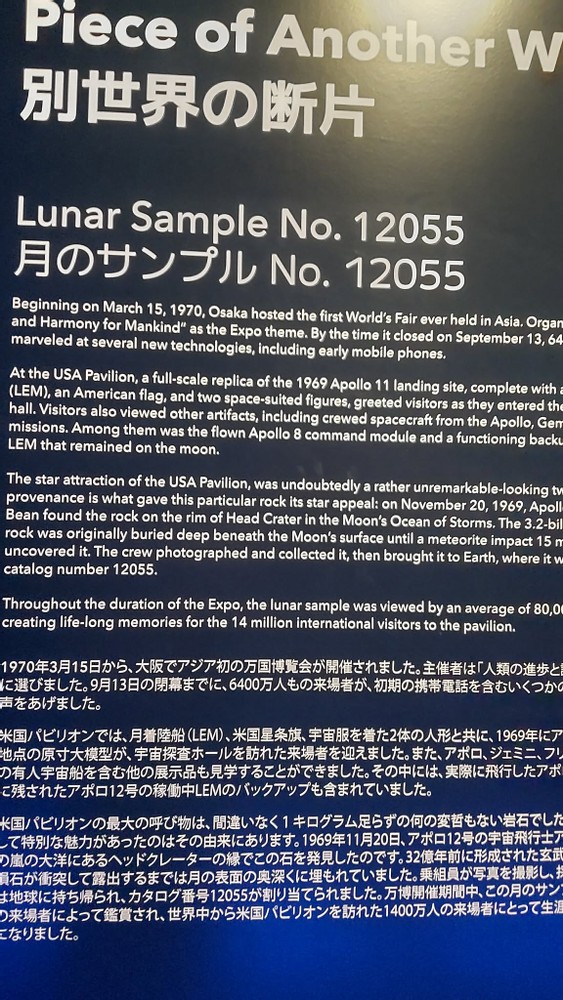 Piece of Another W
別世界の断片
Lunar Sample No. 12055
月のサンプル No. 12055
Beginning on March 15, 1970, Osaka hosted the first World's Fair ever held in Asia. Organ
and Harmony for Mankind" as the Expo theme. By the time it closed on September 13, 64
marveled at several new technologies, including early mobile phones.
At the USA Pavilion, a full-scale replica of the 1969 Apollo 11 landing site, complete with a
(LEM), an American flag, and two space-suited figures, greeted visitors as they entered the
hall. Visitors also viewed other artifacts, including crewed spacecraft from the Apollo, Gem
missions. Among them was the flown Apollo 8 command module and a functioning backu
LEM that remained on the moon.
The star attraction of the USA Pavilion, was undoubtedly a rather unremarkable-looking tw
provenance is what gave this particular rock its star appeal: on November 20, 1969, Apoll
Bean found the rock on the rim of Head Crater in the Moon's Ocean of Storms. The 3.2-bil
rock was originally buried deep beneath the Moon's surface until a meteorite impact 15 m
uncovered it. The crew photographed and collected it, then brought it to Earth, where it w
catalog number 12055.
Throughout the duration of the Expo, the lunar sample was viewed by an average of 80,00
creating life-long memories for the 14 million international visitors to the pavilion.
1970年3月15日から、大阪でアジア初の万国博覧会が開催されました。主催者は「人類の進歩と
に選びました。9月13日の閉幕までに、6400万人もの来場者が、初期の携帯電話を含むいくつかの
声をあげました。
米国パビリオンでは、月着陸船（LEM）、米国星条旗、宇宙服を着た2体の人形と共に、1969年にア
地点の原寸大模型が、宇宙探査ホールを訪れた来場者を迎えました。また、アポロ、ジェミニ、フリ
の有人宇宙船を含む他の展示品も見学することができました。その中には、実際に飛行したアポ
に残されたアポロ12号の稼働中LEMのバックアップも含まれていました。
米国パビリオンの最大の呼び物は、間違いなく1キログラム足らずの何の変哲もない岩石でした
して特別な魅力があったのはその由来にあります。1969年11月20日、アポロ12号の宇宙飛行士ア
の嵐の大洋にあるヘッドクレーターの縁でこの石を発見したのです。32億年前に形成された玄武
隕石が衝突して露出するまでは月の表面の奥深くに埋もれていました。乗組員が写真を撮影し、採
は地球に持ち帰られ、カタログ番号12055が割り当てられました。万博開催期間中、この月のサン
の来場者によって鑑賞され、世界中から米国パビリオンを訪れた1400万人の来場者にとって生涯
になりました。